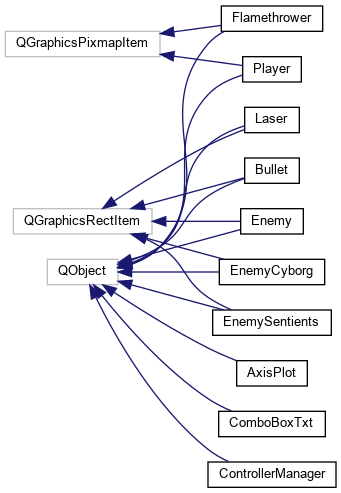 Flamethrower
QGraphicsPixmapItem
Player
Laser
Bullet
QGraphicsRectItem
Enemy
QObject
EnemyCyborg
EnemySentients
AxisPlot
ComboBoxTxt
ControllerManager